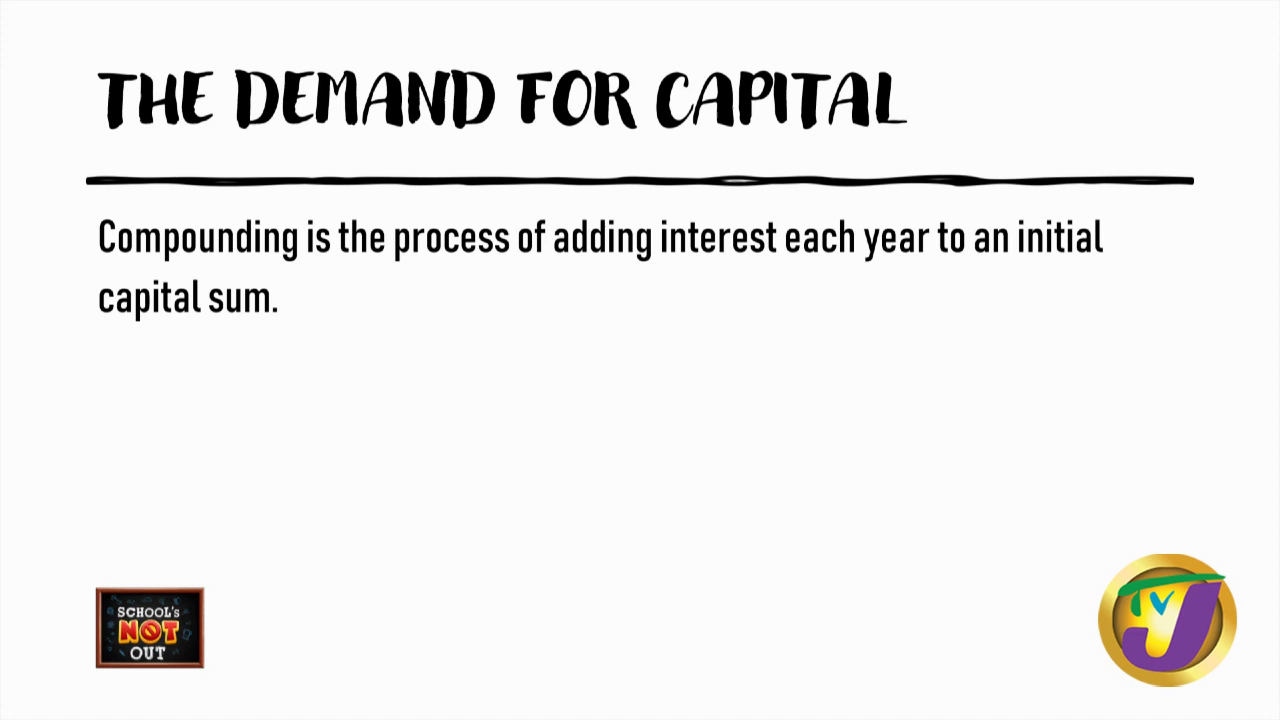 THE DEMAND FOR CAPITAL
Compounding is the process of adding interest each year to an initial
capital sum.
SCHOOL'S
NOT
OUT
TVJ